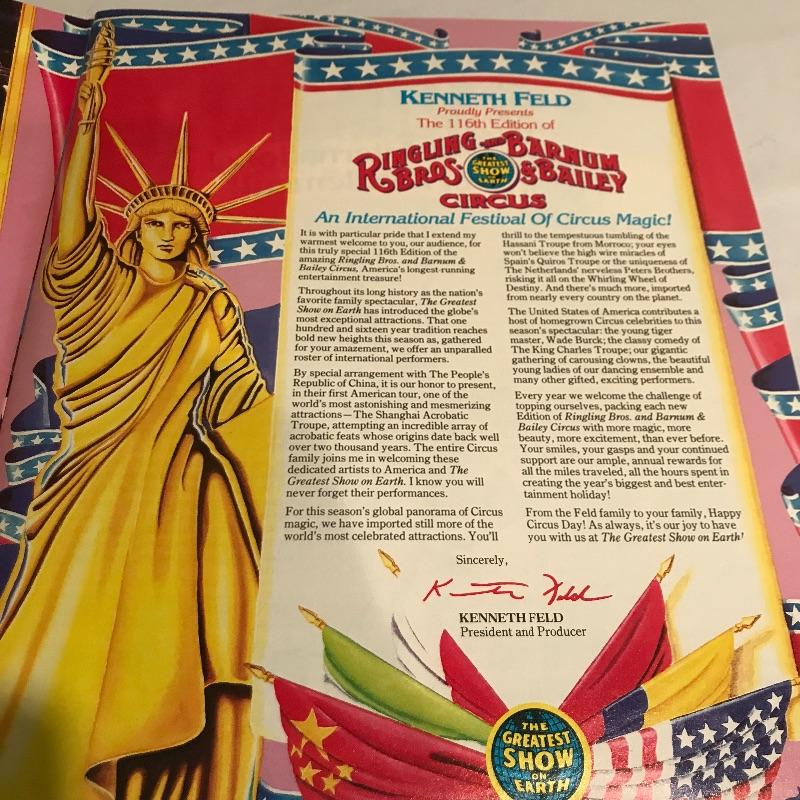 KENNETH FELD
Proudly Presents
The 116th Edition of
RINGLING BROS AND BARNUM & BAILEY
THE GREATEST SHOW ON EARTH
CIRCUS
An International Festival Of Circus Magic!
It is with particular pride that I extend my
warmest welcome to you, our audience, for
this truly special 116th Edition of the
amazing Ringling Bros. and Barnum &
Bailey Circus, America's longest-running
entertainment treasure!
Throughout its long history as the nation's
favorite family spectacular, The Greatest
Show on Earth has introduced the globe's
most exceptional attractions. That one
hundred and sixteen year tradition reaches
bold new heights this season as, gathered
for your amazement, we offer an unparalled
roster of international performers.
By special arrangement with The People's
Republic of China, it is our honor to present,
in their first American tour, one of the
world's most astonishing and mesmerizing
attractions—The Shanghai Acrobatic
Troupe, attempting an incredible array of
acrobatic feats whose origins date back well
over two thousand years. The entire Circus
family joins me in welcoming these
dedicated artists to America and The
Greatest Show on Earth. I know you will
never forget their performances.
For this season's global panorama of Circus
magic, we have imported still more of the
world's most celebrated attractions. You'll
thrill to the tempestuous tumbling of the
Hassani Troupe from Morroco; your eyes
won't believe the high wire miracles of
Spain's Quiros Troupe or the uniqueness of
The Netherlands' nerveless Peters Brothers,
risking it all on the Whirling Wheel of
Destiny. And there's much more, imported
from nearly every country on the planet.
The United States of America contributes a
host of homegrown Circus celebrities to this
season's spectacular: the young tiger
master, Wade Burck; the classy comedy of
The King Charles Troupe; our gigantic
gathering of carousing clowns, the beautiful
young ladies of our dancing ensemble and
many other gifted, exciting performers.
Every year we welcome the challenge of
topping ourselves, packing each new
Edition of Ringling Bros. and Barnum &
Bailey Circus with more magic, more
beauty, more excitement, than ever before.
Your smiles, your gasps and your continued
support are our ample, annual rewards for
all the miles traveled, all the hours spent in
creating the year's biggest and best enter-
tainment holiday!
From the Feld family to your family, Happy
Circus Day! As always, it's our joy to have
you with us at The Greatest Show on Earth!
Sincerely,
Kenneth Feld
KENNETH FELD
President and Producer
THE
GREATEST
SHOW
ON
EARTH